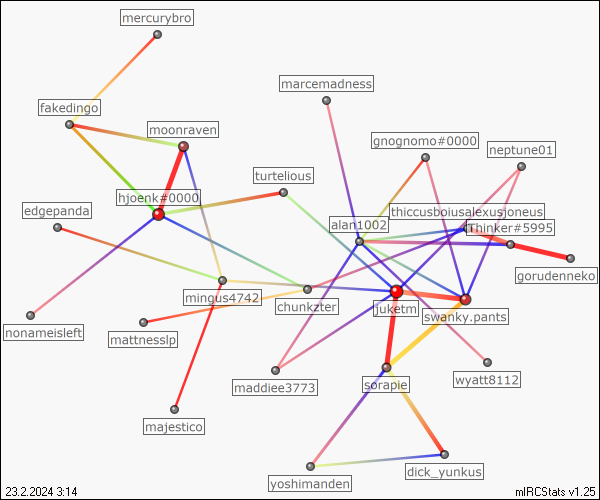 mercurybro
marcemadness
fakedingo
moonraven
gnognomo#0000
neptune01
turtelious
hjoenk#0000
edgepanda
thiccusboiusalexusjoneus
alan1002
Thinker#5995
gorudenneko
mingus4742
chunkzter
juketm
swanky.pants
nonameisleft
mattnesslp
maddiee3773
sorapie
wyatt8112
majestico
yoshimanden
dick_yunkus
23.2.2024 3:14
mIRCStats v1.25